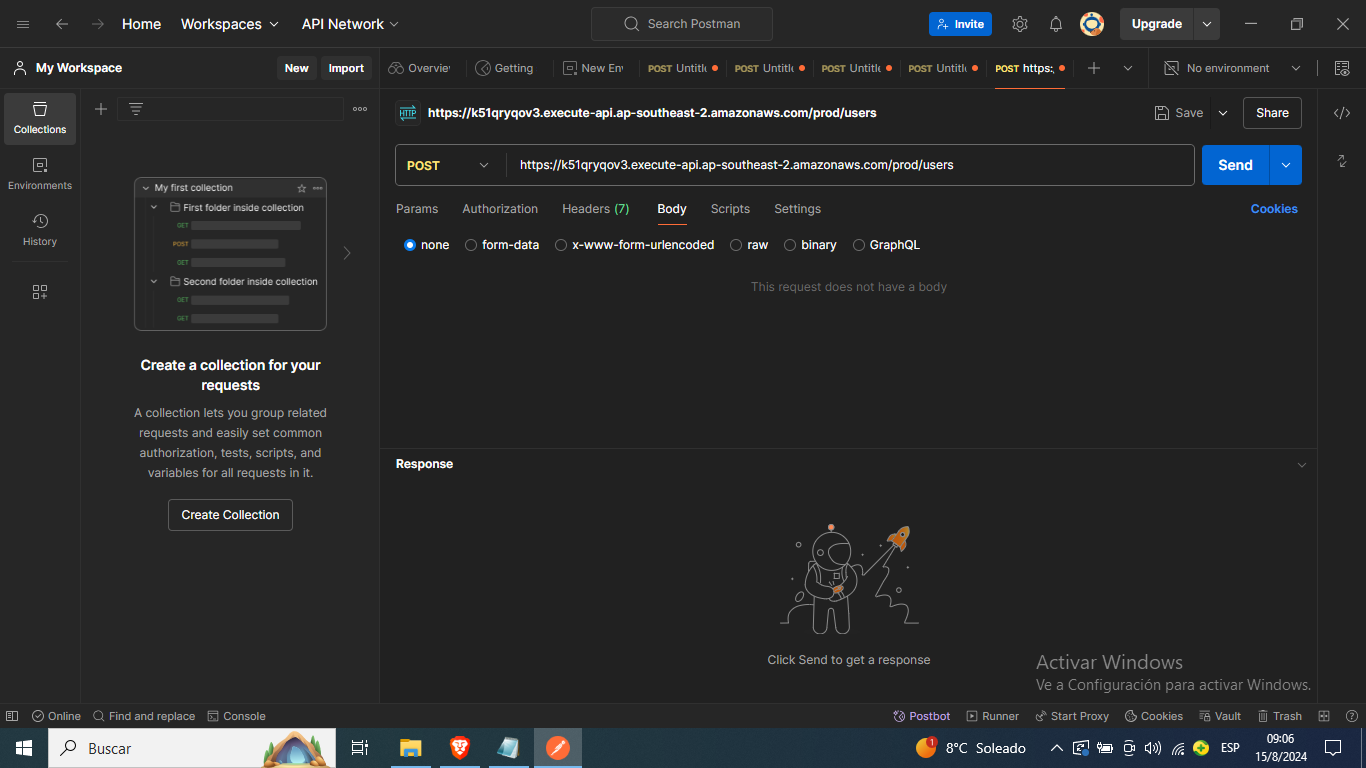 Home Workspaces API Network Search Postman Invite Upgrade
My Workspace New Import Overvie Getting New En POST Untitle POST Untitle POST Untitle POST Untitle POST https: No environment
Collections
Environments
History
My first collection
First folder inside collection
GET
POST
GET
Second folder inside collection
GET
GET
Create a collection for your
requests
A collection lets you group related
requests and easily set common
authorization, tests, scripts, and
variables for all requests in it.
Create Collection
HTTP https://k51qryqov3.execute-api.ap-southeast-2.amazonaws.com/prod/users Save Share
POST https://k51qryqov3.execute-api.ap-southeast-2.amazonaws.com/prod/users Send
Params Authorization Headers (7) Body Scripts Settings Cookies
none form-data x-www-form-urlencoded raw binary GraphQL
This request does not have a body
Response
Click Send to get a response
Activar Windows
Ve a Configuración para activar Windows.
Online Find and replace Console Postbot Runner Start Proxy Cookies Vault Trash
Buscar 1 8°C Soleado ESP 09:06
15/8/2024